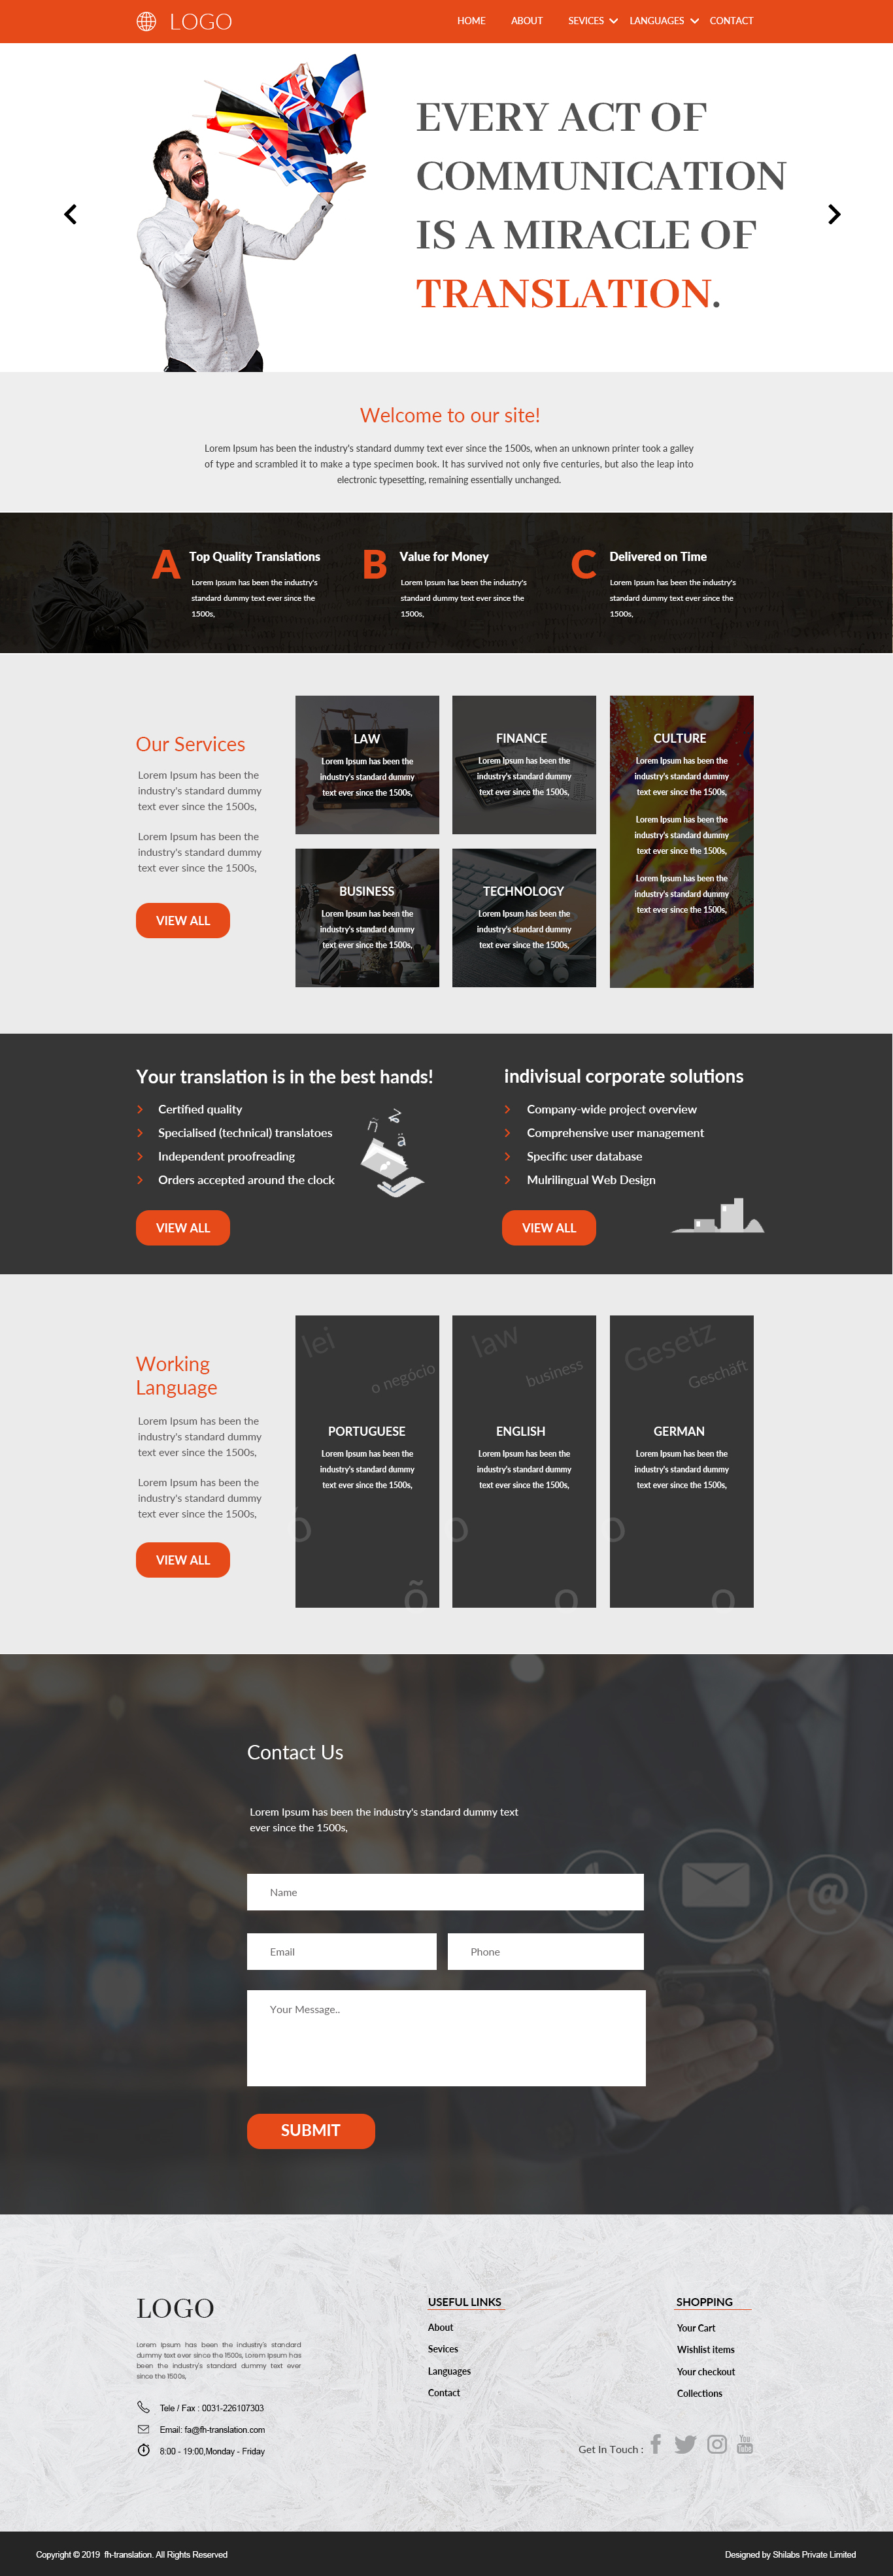 LOGO
HOME ABOUT SEVICES LANGUAGES CONTACT
EVERY ACT OF
COMMUNICATION
IS A MIRACLE OF
TRANSLATION.
Welcome to our site!
Lorem Ipsum has been the industry's standard dummy text ever since the 1500s, when an unknown printer took a galley
of type and scrambled it to make a type specimen book. It has survived not only five centuries, but also the leap into
electronic typesetting, remaining essentially unchanged.
A Top Quality Translations
Lorem Ipsum has been the industry's
standard dummy text ever since the
1500s,
B Value for Money
Lorem Ipsum has been the industry's
standard dummy text ever since the
1500s,
C Delivered on Time
Lorem Ipsum has been the industry's
standard dummy text ever since the
1500s,
Our Services
Lorem Ipsum has been the
industry's standard dummy
text ever since the 1500s,
Lorem Ipsum has been the
industry's standard dummy
text ever since the 1500s,
VIEW ALL
LAW
Lorem Ipsum has been the
industry's standard dummy
text ever since the 1500s,
FINANCE
Lorem Ipsum has been the
industry's standard dummy
text ever since the 1500s,
CULTURE
Lorem Ipsum has been the
industry's standard dummy
text ever since the 1500s,
Lorem Ipsum has been the
industry's standard dummy
text ever since the 1500s,
Lorem Ipsum has been the
industry's standard dummy
text ever since the 1500s,
BUSINESS
Lorem Ipsum has been the
industry's standard dummy
text ever since the 1500s,
TECHNOLOGY
Lorem Ipsum has been the
industry's standard dummy
text ever since the 1500s,
Your translation is in the best hands!
Certified quality
Specialised (technical) translatoes
Independent proofreading
Orders accepted around the clock
VIEW ALL
ñ
ä
indivisual corporate solutions
Company-wide project overview
Comprehensive user management
Specific user database
Mulrilingual Web Design
VIEW ALL
Working
Language
Lorem Ipsum has been the
industry's standard dummy
text ever since the 1500s,
Lorem Ipsum has been the
industry's standard dummy
text ever since the 1500s,
VIEW ALL
lei
o negócio
PORTUGUESE
Lorem Ipsum has been the
industry's standard dummy
text ever since the 1500s,
ó
õ
law
business
ENGLISH
Lorem Ipsum has been the
industry's standard dummy
text ever since the 1500s,
o
o
Gesetz
Geschäft
GERMAN
Lorem Ipsum has been the
industry's standard dummy
text ever since the 1500s,
o
o
Contact Us
Lorem Ipsum has been the industry's standard dummy text
ever since the 1500s,
Name
Email
Phone
Your Message..
@
SUBMIT
LOGO
Lorem Ipsum has been the industry's standard
dummy text ever since the 1500s, Lorem Ipsum has
been the industry's standard dummy text ever
since the 1500s,
Tele / Fax : 0031-226107303
Email: fa@fh-translation.com
8:00 - 19:00,Monday - Friday
USEFUL LINKS
About
Sevices
Languages
Contact
SHOPPING
Your Cart
Wishlist items
Your checkout
Collections
Get In Touch :
You
Tube
Copyright © 2019 fh-translation. All Rights Reserved
Designed by Shilabs Private Limited